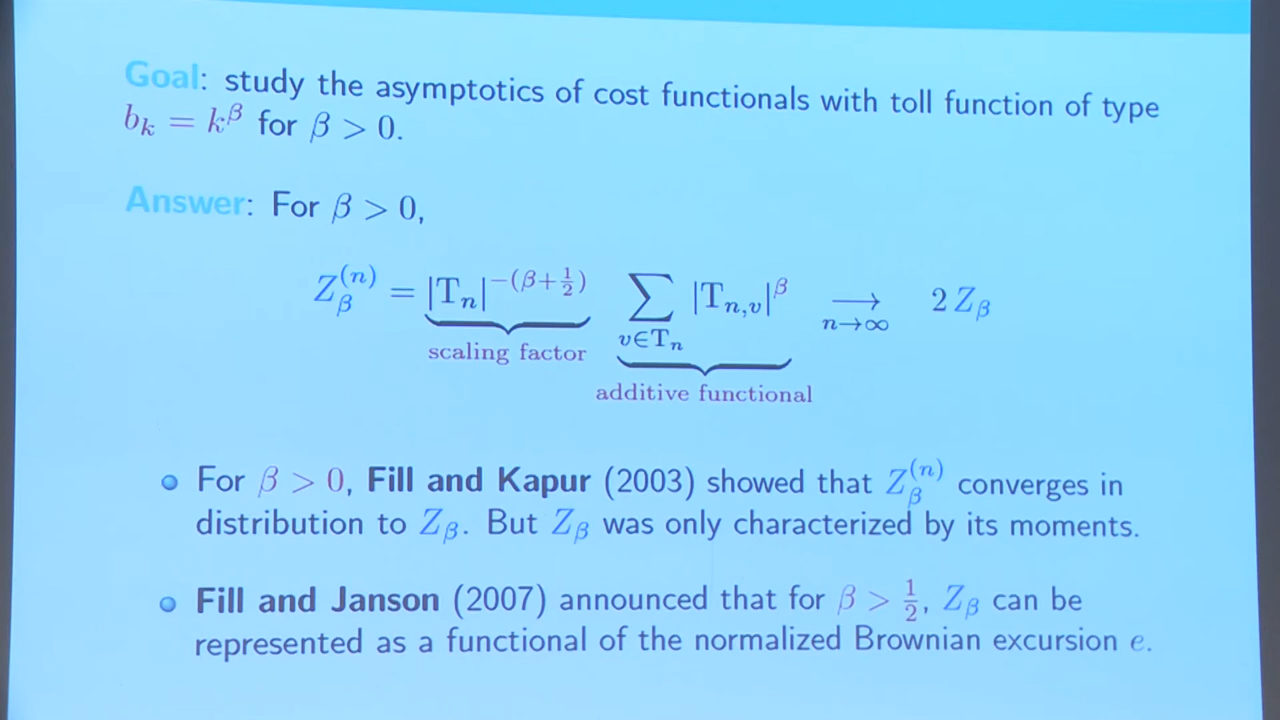 Goal: study the asymptotics of cost functionals with toll function of type
b_k = k^β for β > 0.
Answer: For β > 0,
Z_β^{(n)} = |T_n|^{-(β+1/2)} ∑_{v∈T_n} |T_{n,v}|^β ⟶_{n→∞} 2 Z_β
scaling factor
additive functional
For β > 0, Fill and Kapur (2003) showed that Z_β^{(n)} converges in
distribution to Z_β. But Z_β was only characterized by its moments.
Fill and Janson (2007) announced that for β > 1/2, Z_β can be
represented as a functional of the normalized Brownian excursion e.